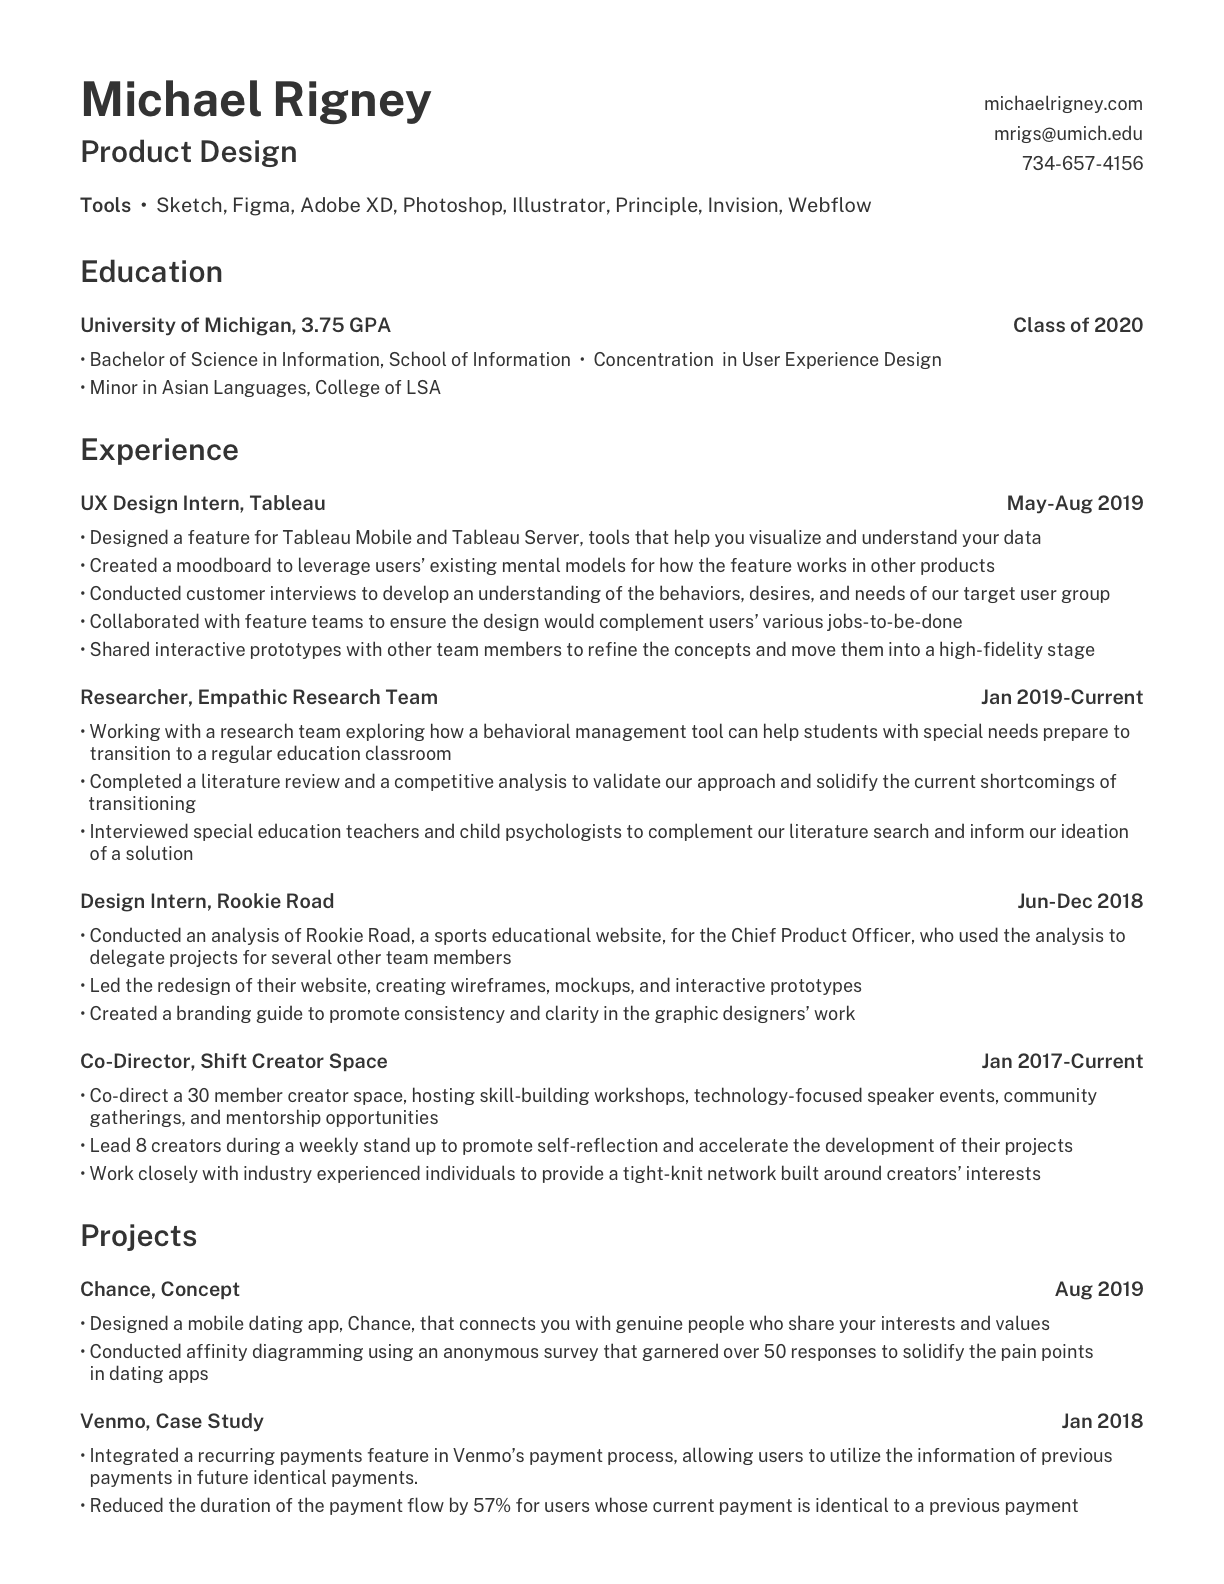 Michael Rigney
michaelrigney.com
Product Design
mrigs@umich.edu
734-657-4156
Tools • Sketch, Figma, Adobe XD, Photoshop, Illustrator, Principle, Invision, Webflow
Education
University of Michigan, 3.75 GPA Class of 2020
• Bachelor of Science in Information, School of Information • Concentration in User Experience Design
• Minor in Asian Languages, College of LSA
Experience
UX Design Intern, Tableau May-Aug 2019
• Designed a feature for Tableau Mobile and Tableau Server, tools that help you visualize and understand your data
• Created a moodboard to leverage users’ existing mental models for how the feature works in other products
• Conducted customer interviews to develop an understanding of the behaviors, desires, and needs of our target user group
• Collaborated with feature teams to ensure the design would complement users’ various jobs-to-be-done
• Shared interactive prototypes with other team members to refine the concepts and move them into a high-fidelity stage
Researcher, Empathic Research Team Jan 2019-Current
• Working with a research team exploring how a behavioral management tool can help students with special needs prepare to
transition to a regular education classroom
• Completed a literature review and a competitive analysis to validate our approach and solidify the current shortcomings of
transitioning
• Interviewed special education teachers and child psychologists to complement our literature search and inform our ideation
of a solution
Design Intern, Rookie Road Jun-Dec 2018
• Conducted an analysis of Rookie Road, a sports educational website, for the Chief Product Officer, who used the analysis to
delegate projects for several other team members
• Led the redesign of their website, creating wireframes, mockups, and interactive prototypes
• Created a branding guide to promote consistency and clarity in the graphic designers’ work
Co-Director, Shift Creator Space Jan 2017-Current
• Co-direct a 30 member creator space, hosting skill-building workshops, technology-focused speaker events, community
gatherings, and mentorship opportunities
• Lead 8 creators during a weekly stand up to promote self-reflection and accelerate the development of their projects
• Work closely with industry experienced individuals to provide a tight-knit network built around creators’ interests
Projects
Chance, Concept Aug 2019
• Designed a mobile dating app, Chance, that connects you with genuine people who share your interests and values
• Conducted affinity diagramming using an anonymous survey that garnered over 50 responses to solidify the pain points
in dating apps
Venmo, Case Study Jan 2018
• Integrated a recurring payments feature in Venmo’s payment process, allowing users to utilize the information of previous
payments in future identical payments.
• Reduced the duration of the payment flow by 57% for users whose current payment is identical to a previous payment